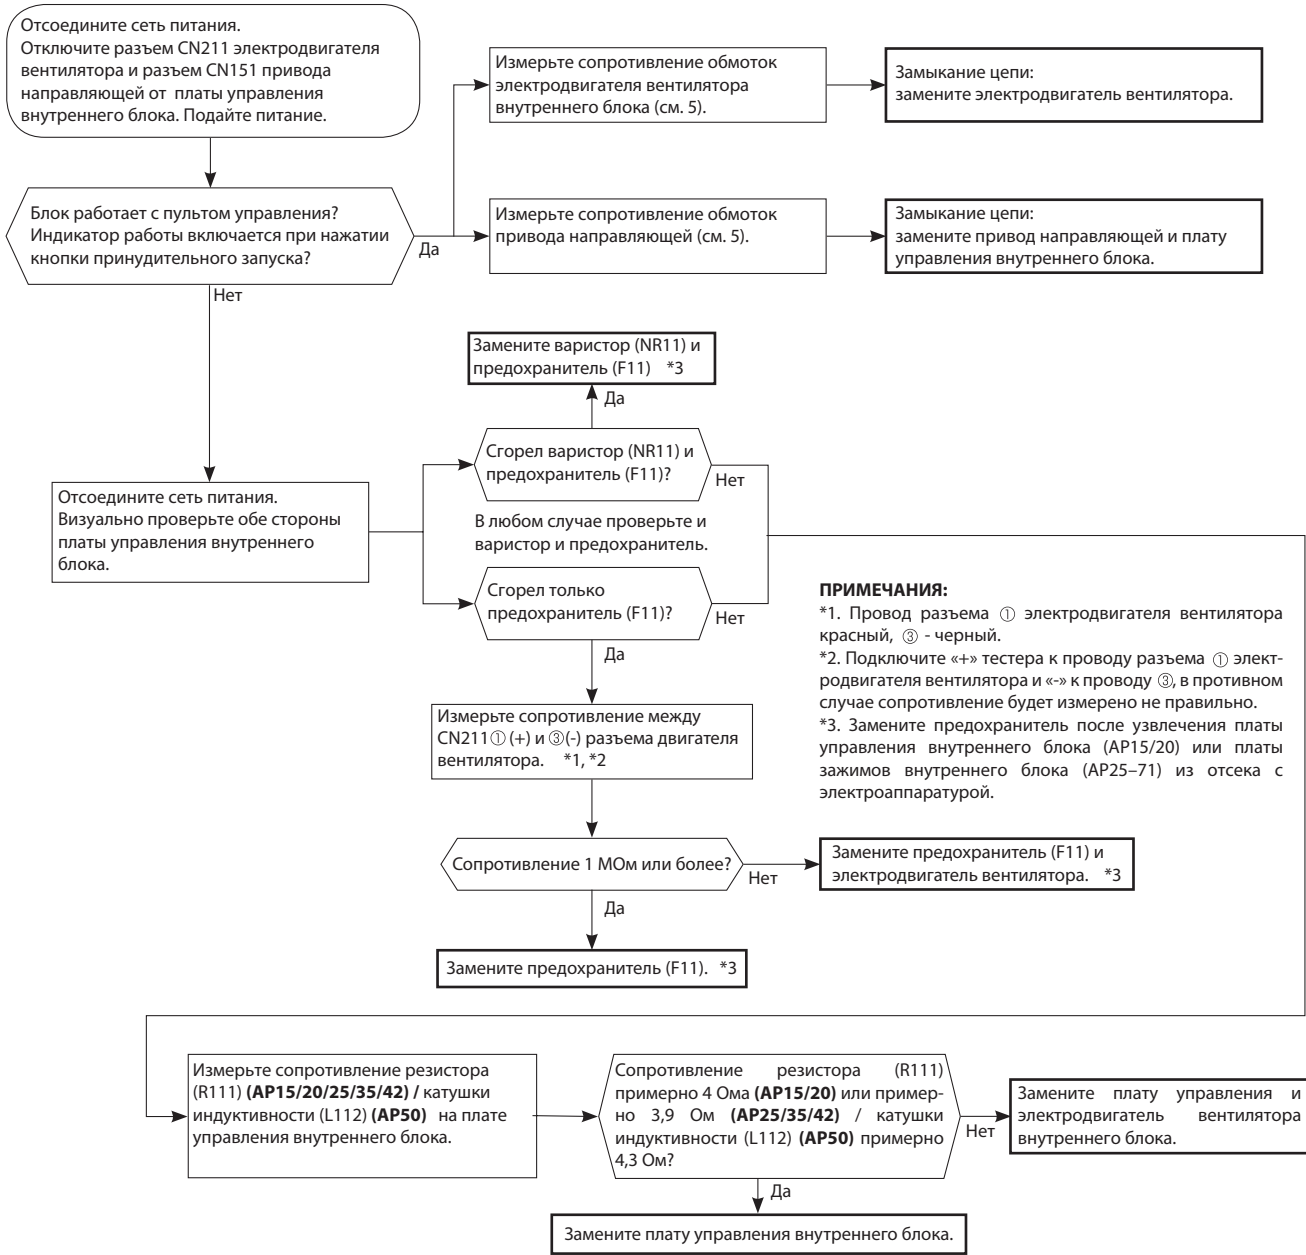 Отсоедините сеть питания.
Отключите разъем CN211 электродвигателя
вентилятора и разъем CN151 привода
направляющей от платы управления
внутреннего блока. Подайте питание.
Измерьте сопротивление обмоток
электродвигателя вентилятора
внутреннего блока (см. 5).
Замыкание цепи:
замените электродвигатель вентилятора.
Блок работает с пультом управления?
Индикатор работы включается при нажатии
кнопки принудительного запуска?
Да
Измерьте сопротивление обмоток
привода направляющей (см. 5).
Замыкание цепи:
замените привод направляющей и плату
управления внутреннего блока.
Нет
Замените варистор (NR11) и
предохранитель (F11) *3
Да
Сгорел варистор (NR11) и
предохранитель (F11)?
Нет
Отсоедините сеть питания.
Визуально проверьте обе стороны
платы управления внутреннего
блока.
В любом случае проверьте и
варистор и предохранитель.
Сгорел только
предохранитель (F11)?
Нет
Да
ПРИМЕЧАНИЯ:
*1. Провод разъема ① электродвигателя вентилятора
красный, ③ - черный.
*2. Подключите «+» тестера к проводу разъема ① элект-
родвигателя вентилятора и «-» к проводу ③, в противном
случае сопротивление будет измерено не правильно.
*3. Замените предохранитель после узвлечения платы
управления внутреннего блока (AP15/20) или платы
зажимов внутреннего блока (AP25–71) из отсека с
электроаппаратурой.
Измерьте сопротивление между
CN211① (+) и ③(-) разъема двигателя
вентилятора. *1, *2
Сопротивление 1 МОм или более?
Нет
Замените предохранитель (F11) и
электродвигатель вентилятора. *3
Да
Замените предохранитель (F11). *3
Измерьте сопротивление резистора
(R111) (AP15/20/25/35/42) / катушки
индуктивности (L112) (AP50) на плате
управления внутреннего блока.
Сопротивление резистора (R111)
примерно 4 Ома (AP15/20) или пример-
но 3,9 Ом (AP25/35/42) / катушки
индуктивности (L112) (AP50) примерно
4,3 Ом?
Нет
Замените плату управления и
электродвигатель вентилятора
внутреннего блока.
Да
Замените плату управления внутреннего блока.